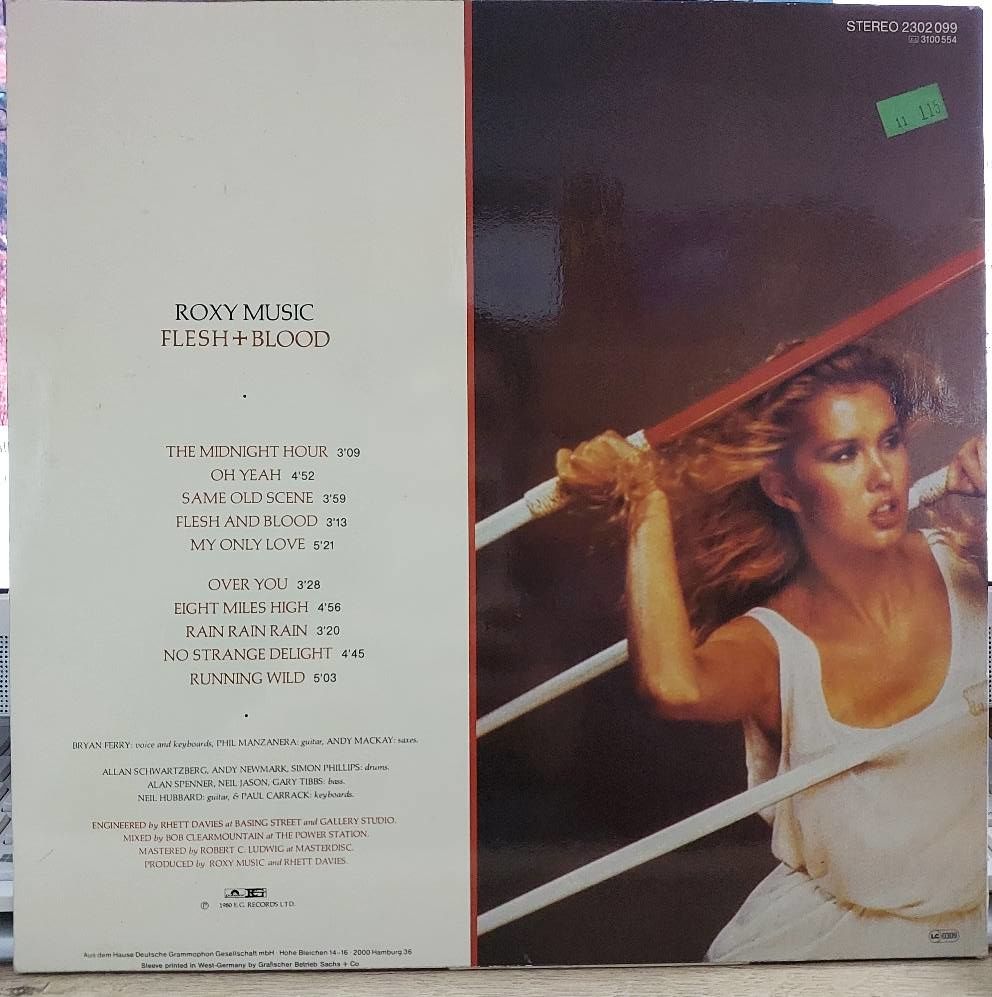 STEREO 2302 099
3100 554
11 115
ROXY MUSIC
FLESH + BLOOD
THE MIDNIGHT HOUR 3'09
OH YEAH 4'52
SAME OLD SCENE 3'59
FLESH AND BLOOD 3'13
MY ONLY LOVE 5'21
OVER YOU 3'28
EIGHT MILES HIGH 4'56
RAIN RAIN RAIN 3'20
NO STRANGE DELIGHT 4'45
RUNNING WILD 5'03
BRYAN FERRY: voice and keyboards, PHIL MANZANERA: guitar, ANDY MACKAY: saxes.
ALLAN SCHWARTZBERG, ANDY NEWMARK, SIMON PHILLIPS: drums.
ALAN SPENNER, NEIL JASON, GARY TIBBS: bass.
NEIL HUBBARD: guitar, & PAUL CARRACK: keyboards.
ENGINEERED by RHETT DAVIES at BASING STREET and GALLERY STUDIO.
MIXED by BOB CLEARMOUNTAIN at THE POWER STATION.
MASTERED by ROBERT C. LUDWIG at MASTERDISC.
PRODUCED by ROXY MUSIC and RHETT DAVIES.
℗ 1980 E.G. RECORDS LTD.
Aus dem Hause Deutsche Grammophon Gesellschaft mbH · Hohe Bleichen 14-16 · 2000 Hamburg 36
Sleeve printed in West-Germany by Grafischer Betrieb Sachs + Co
LC 0309